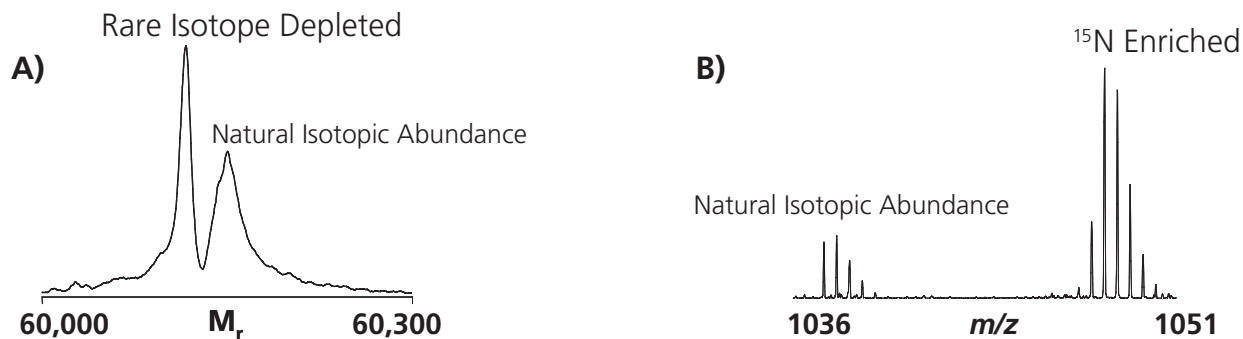 Rare Isotope Depleted
A)
Natural Isotopic Abundance
60,000 Mr 60,300
15N Enriched
B)
Natural Isotopic Abundance
1036 m/z 1051